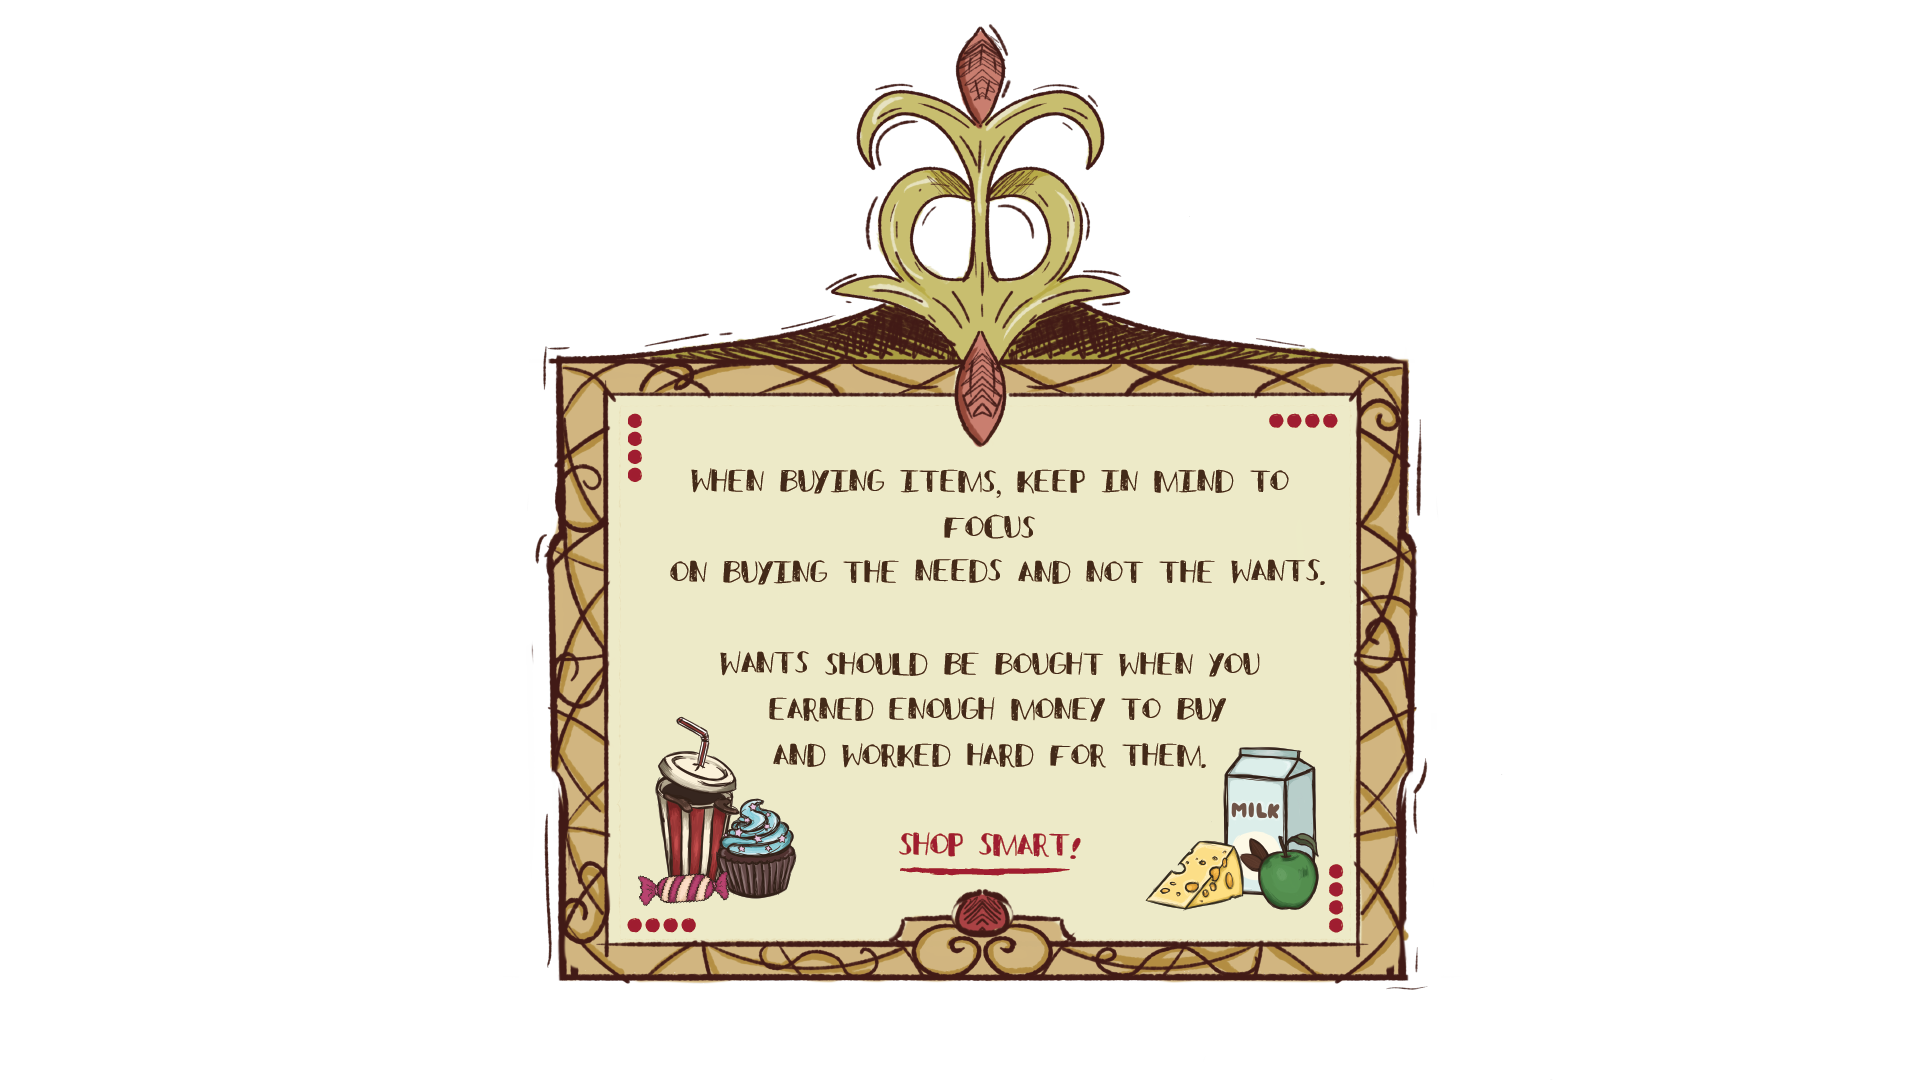 WHEN BUYING ITEMS, KEEP IN MIND TO
FOCUS
ON BUYING THE NEEDS AND NOT THE WANTS.
WANTS SHOULD BE BOUGHT WHEN YOU
EARNED ENOUGH MONEY TO BUY
AND WORKED HARD FOR THEM.
MILK
SHOP SMART!